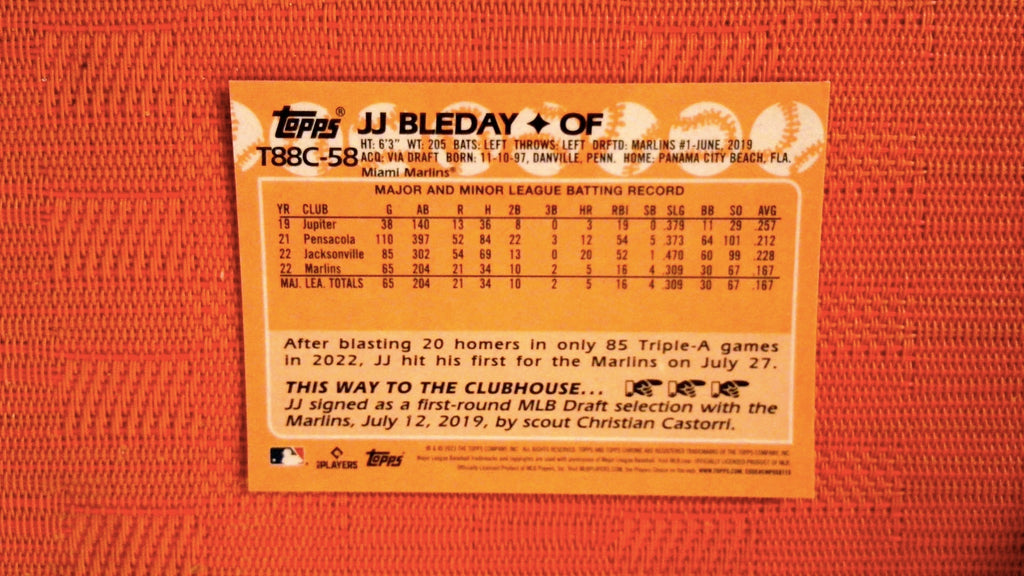 Topps® JJ BLEDAY ✦ OF
T88C-58 HT: 6'3" WT: 205 BATS: LEFT THROWS: LEFT DRFTD: MARLINS #1-JUNE, 2019
ACQ: VIA DRAFT BORN: 11-10-97, DANVILLE, PENN. HOME: PANAMA CITY BEACH, FLA.
Miami Marlins®
MAJOR AND MINOR LEAGUE BATTING RECORD
YR CLUB G AB R H 2B 3B HR RBI SB SLG BB SO AVG
19 Jupiter 38 140 13 36 8 0 3 19 0 .379 11 29 .257
21 Pensacola 110 397 52 84 22 3 12 54 5 .373 64 101 .212
22 Jacksonville 85 302 54 69 13 0 20 52 1 .470 60 99 .228
22 Marlins 65 204 21 34 10 2 5 16 4 .309 30 67 .167
MAJ. LEA. TOTALS 65 204 21 34 10 2 5 16 4 .309 30 67 .167
After blasting 20 homers in only 85 Triple-A games
in 2022, JJ hit his first for the Marlins on July 27.
THIS WAY TO THE CLUBHOUSE...
JJ signed as a first-round MLB Draft selection with the
Marlins, July 12, 2019, by scout Christian Castorri.
PLAYERS Topps